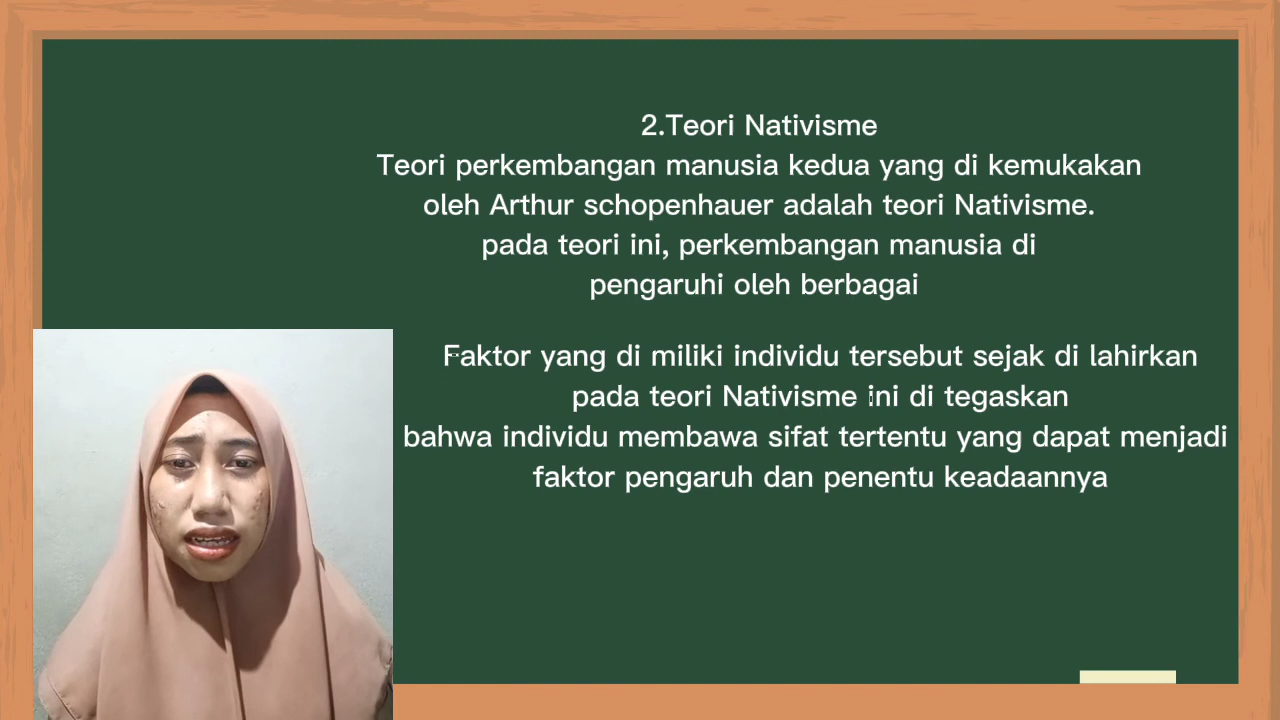 2.Teori Nativisme
Teori perkembangan manusia kedua yang di kemukakan
oleh Arthur schopenhauer adalah teori Nativisme.
pada teori ini, perkembangan manusia di
pengaruhi oleh berbagai
Faktor yang di miliki individu tersebut sejak di lahirkan
pada teori Nativisme ini di tegaskan
bahwa individu membawa sifat tertentu yang dapat menjadi
faktor pengaruh dan penentu keadaannya